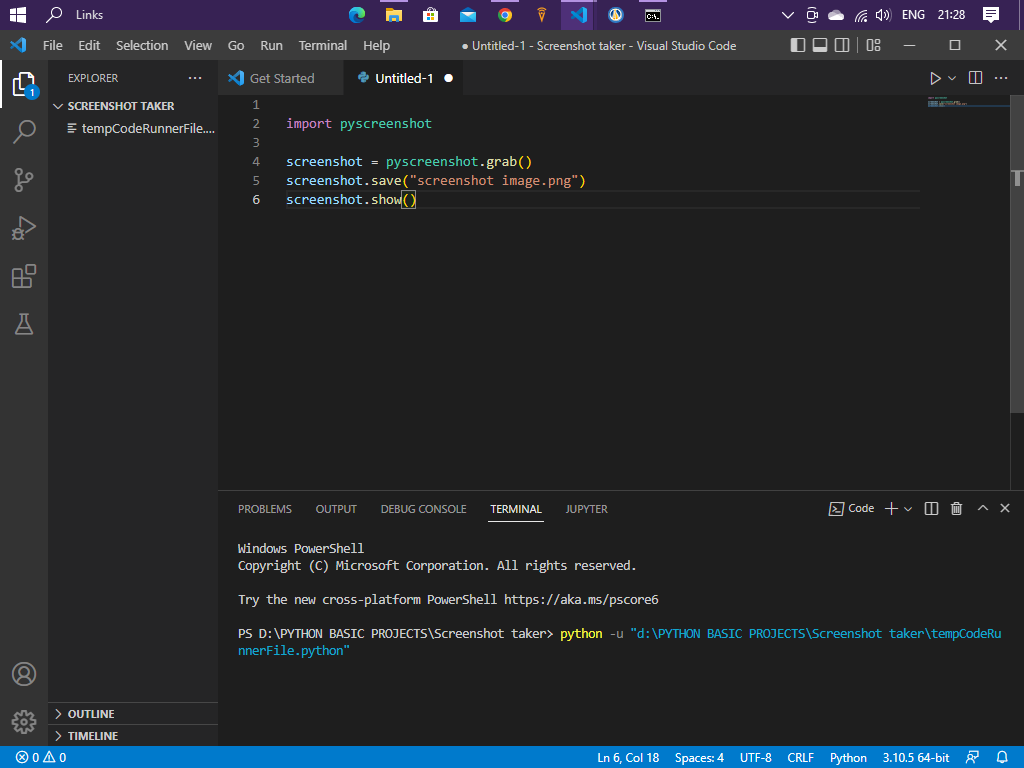 Links
ENG 21:28
File Edit Selection View Go Run Terminal Help
● Untitled-1 - Screenshot taker - Visual Studio Code
EXPLORER
Get Started
Untitled-1
1
SCREENSHOT TAKER
tempCodeRunnerFile....
1
2 import pyscreenshot
3
4 screenshot = pyscreenshot.grab()
5 screenshot.save("screenshot image.png")
6 screenshot.show()
PROBLEMS OUTPUT DEBUG CONSOLE TERMINAL JUPYTER
Code
Windows PowerShell
Copyright (C) Microsoft Corporation. All rights reserved.
Try the new cross-platform PowerShell https://aka.ms/pscore6
PS D:\PYTHON BASIC PROJECTS\Screenshot taker> python -u "d:\PYTHON BASIC PROJECTS\Screenshot taker\tempCodeRu
nnerFile.python"
OUTLINE
TIMELINE
0 0
Ln 6, Col 18 Spaces: 4 UTF-8 CRLF Python 3.10.5 64-bit